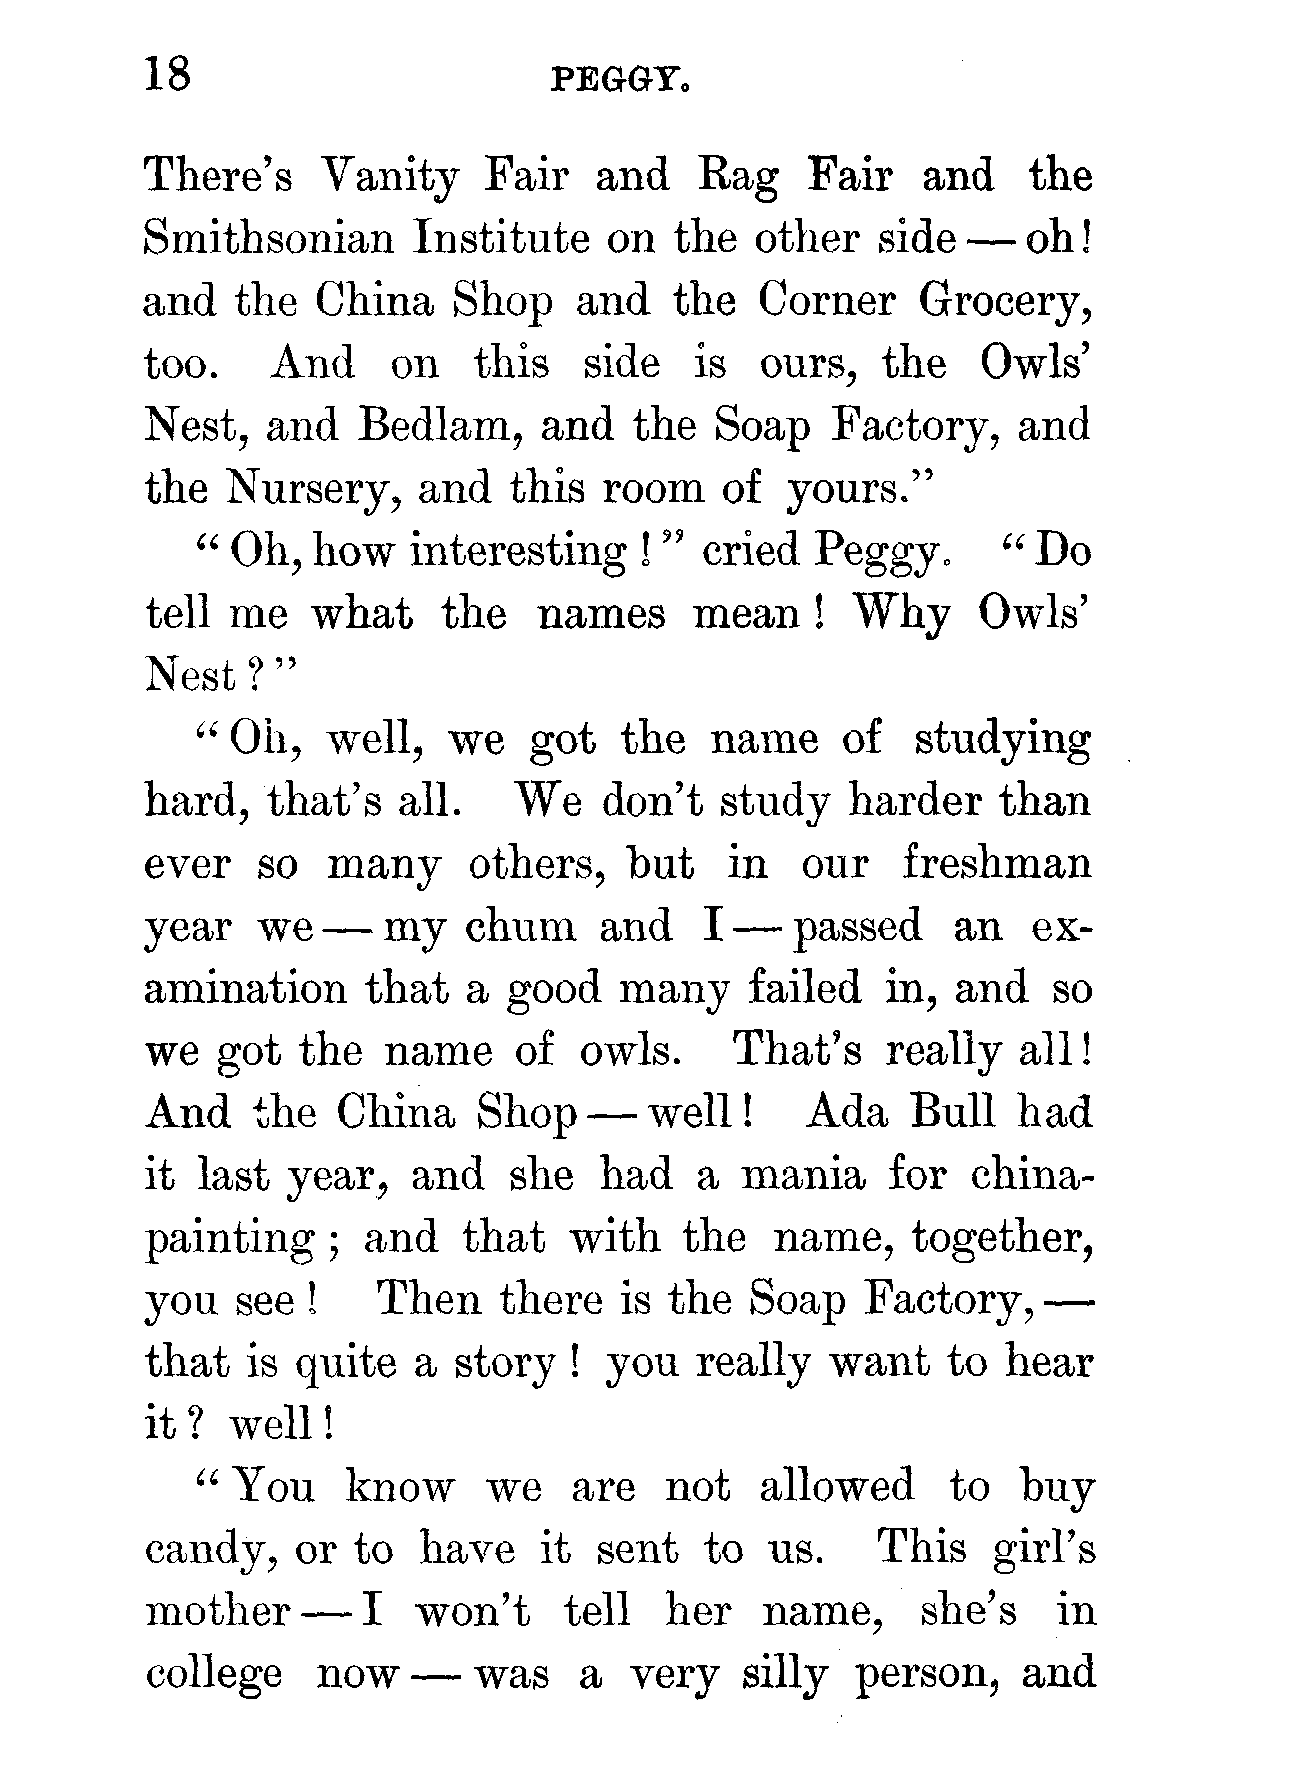 18 PEGGY.
There's Vanity Fair and Rag Fair and the
Smithsonian Institute on the other side — oh!
and the China Shop and the Corner Grocery,
too. And on this side is ours, the Owls'
Nest, and Bedlam, and the Soap Factory, and
the Nursery, and this room of yours."
"Oh, how interesting!" cried Peggy. "Do
tell me what the names mean! Why Owls'
Nest?"
"Oh, well, we got the name of studying
hard, that's all. We don't study harder than
ever so many others, but in our freshman
year we — my chum and I — passed an ex-
amination that a good many failed in, and so
we got the name of owls. That's really all!
And the China Shop — well! Ada Bull had
it last year, and she had a mania for china-
painting; and that with the name, together,
you see! Then there is the Soap Factory, —
that is quite a story! you really want to hear
it? well!
"You know we are not allowed to buy
candy, or to have it sent to us. This girl's
mother — I won't tell her name, she's in
college now — was a very silly person, and